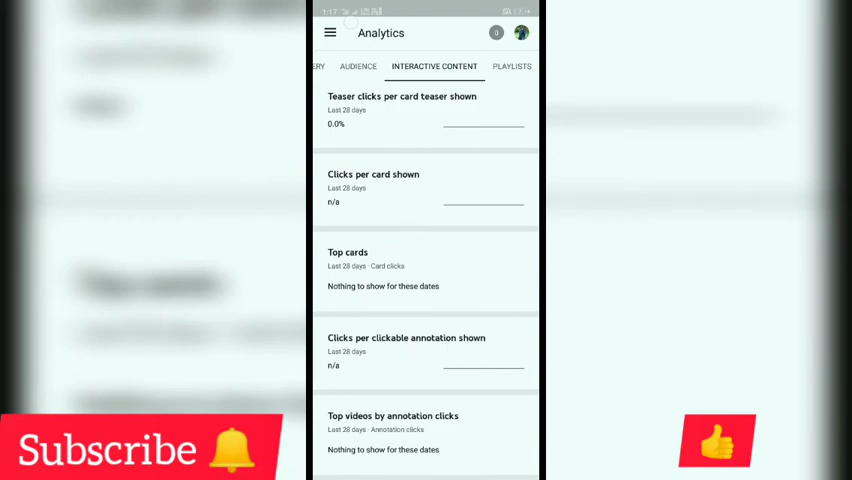 1:17
Analytics
0
ERY AUDIENCE INTERACTIVE CONTENT PLAYLISTS
Teaser clicks per card teaser shown
Last 28 days
0.0%
Clicks per card shown
Last 28 days
n/a
Top cards
Last 28 days · Card clicks
Nothing to show for these dates
Clicks per clickable annotation shown
Last 28 days
n/a
Top videos by annotation clicks
Last 28 days · Annotation clicks
Nothing to show for these dates
Subscribe